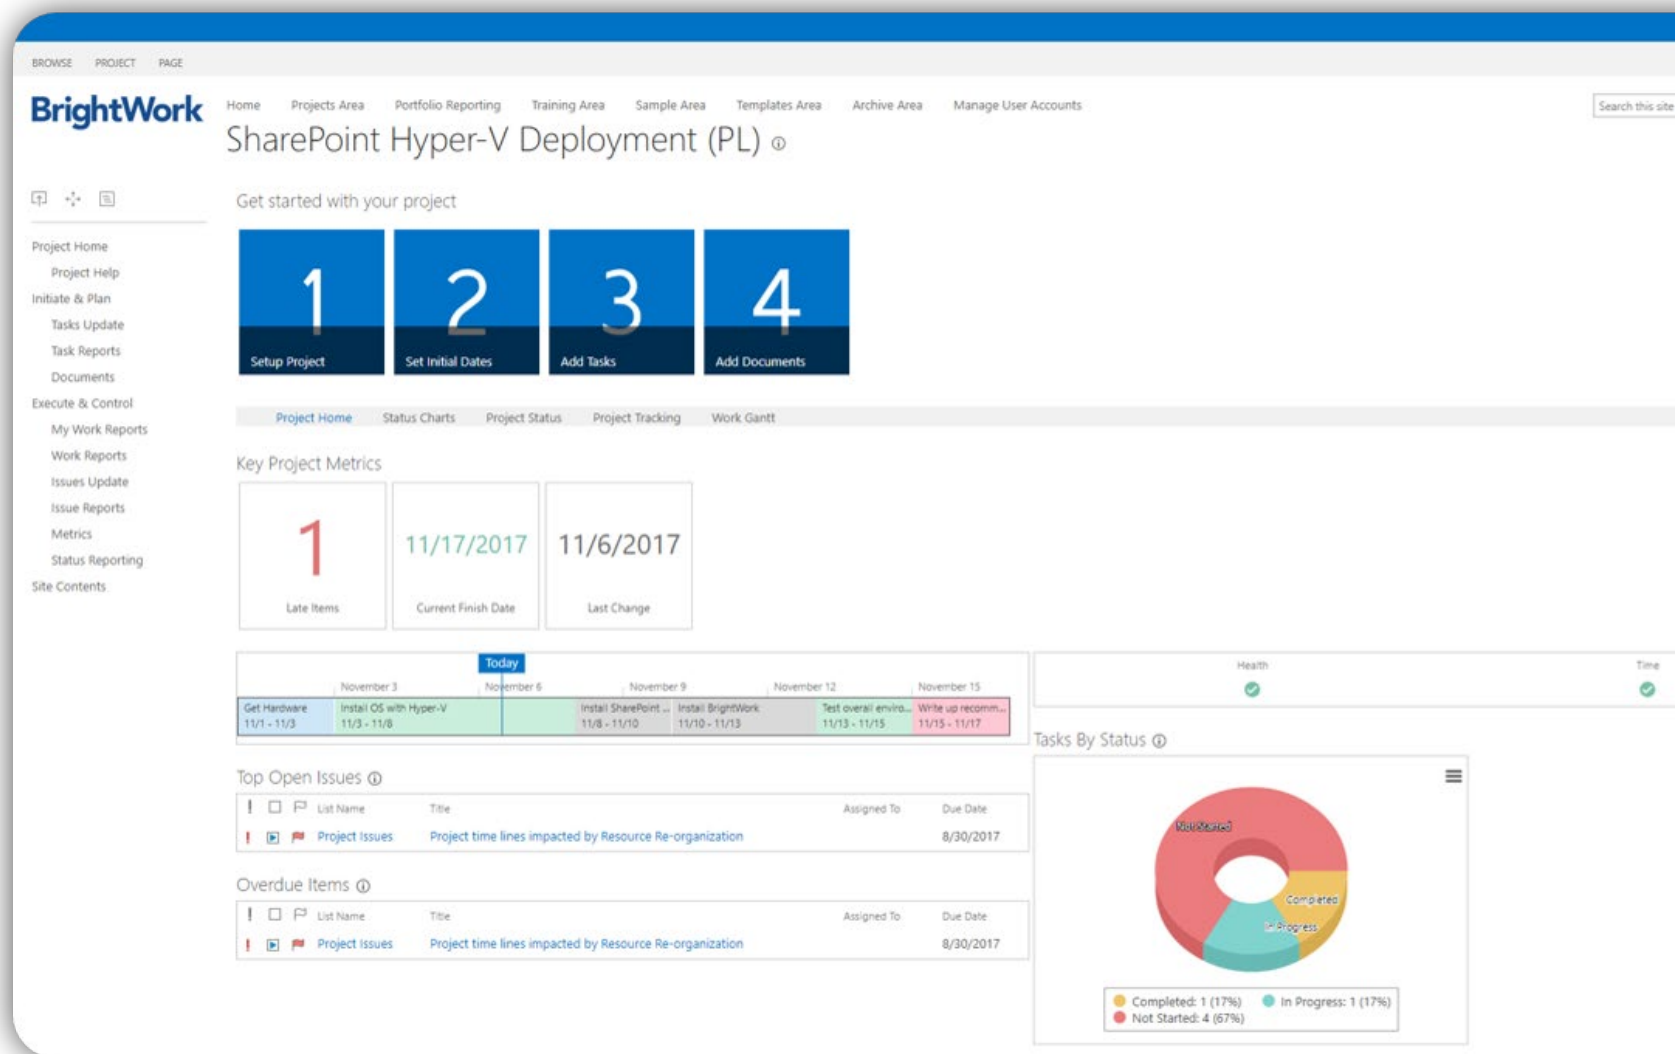 BROWSE PROJECT PAGE
BrightWork
Home Projects Area Portfolio Reporting Training Area Sample Area Templates Area Archive Area Manage User Accounts
Search this site
SharePoint Hyper-V Deployment (PL)
Project Home
Project Help
Initiate & Plan
Tasks Update
Task Reports
Documents
Execute & Control
My Work Reports
Work Reports
Issues Update
Issue Reports
Metrics
Status Reporting
Site Contents
Get started with your project
1 2 3 4
Setup Project Set Initial Dates Add Tasks Add Documents
Project Home Status Charts Project Status Project Tracking Work Gantt
Key Project Metrics
1 11/17/2017 11/6/2017
Late Items Current Finish Date Last Change
Today
November 3 November 6 November 9 November 12 November 15
Get Hardware Install OS with Hyper-V Install SharePoint ... Install BrightWork Test overall enviro... Write up recomm...
11/1 - 11/3 11/3 - 11/8 11/8 - 11/10 11/10 - 11/13 11/13 - 11/15 11/15 - 11/17
Health Time
Top Open Issues
! List Name Title Assigned To Due Date
! Project Issues Project time lines impacted by Resource Re-organization 8/30/2017
Overdue Items
! List Name Title Assigned To Due Date
! Project Issues Project time lines impacted by Resource Re-organization 8/30/2017
Tasks By Status
Not Started
Completed
In Progress
Completed: 1 (17%) In Progress: 1 (17%)
Not Started: 4 (67%)